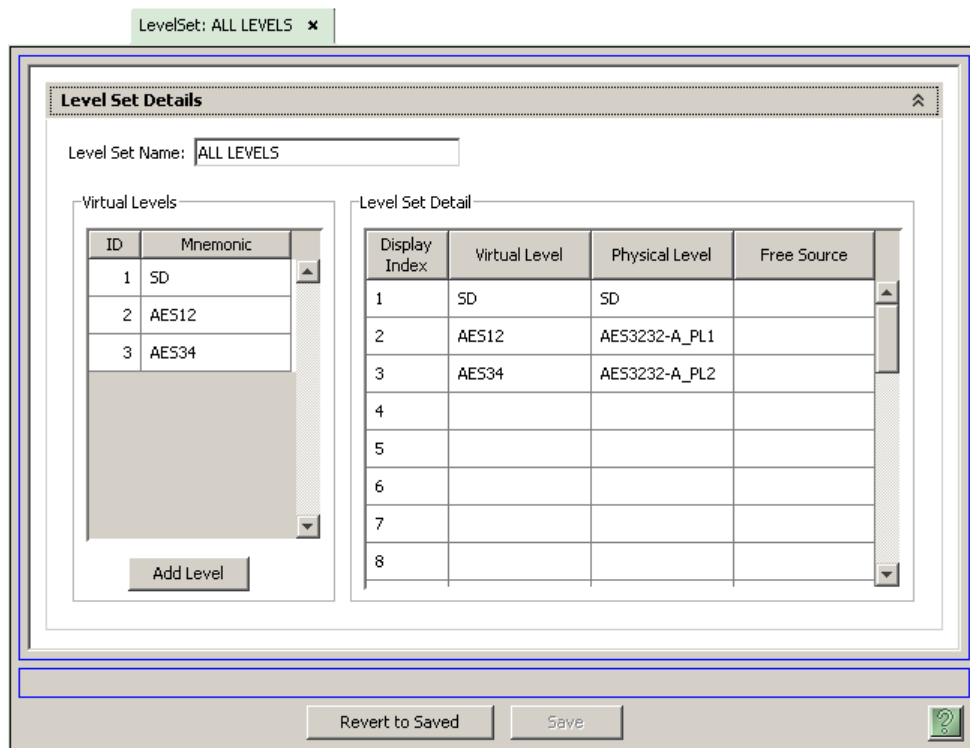 LevelSet: ALL LEVELS ×
Level Set Details
Level Set Name: ALL LEVELS
Virtual Levels
ID Mnemonic
1 SD
2 AES12
3 AES34
Add Level
Level Set Detail
Display Index Virtual Level Physical Level Free Source
1 SD SD
2 AES12 AES3232-A_PL1
3 AES34 AES3232-A_PL2
4
5
6
7
8
Revert to Saved Save ?